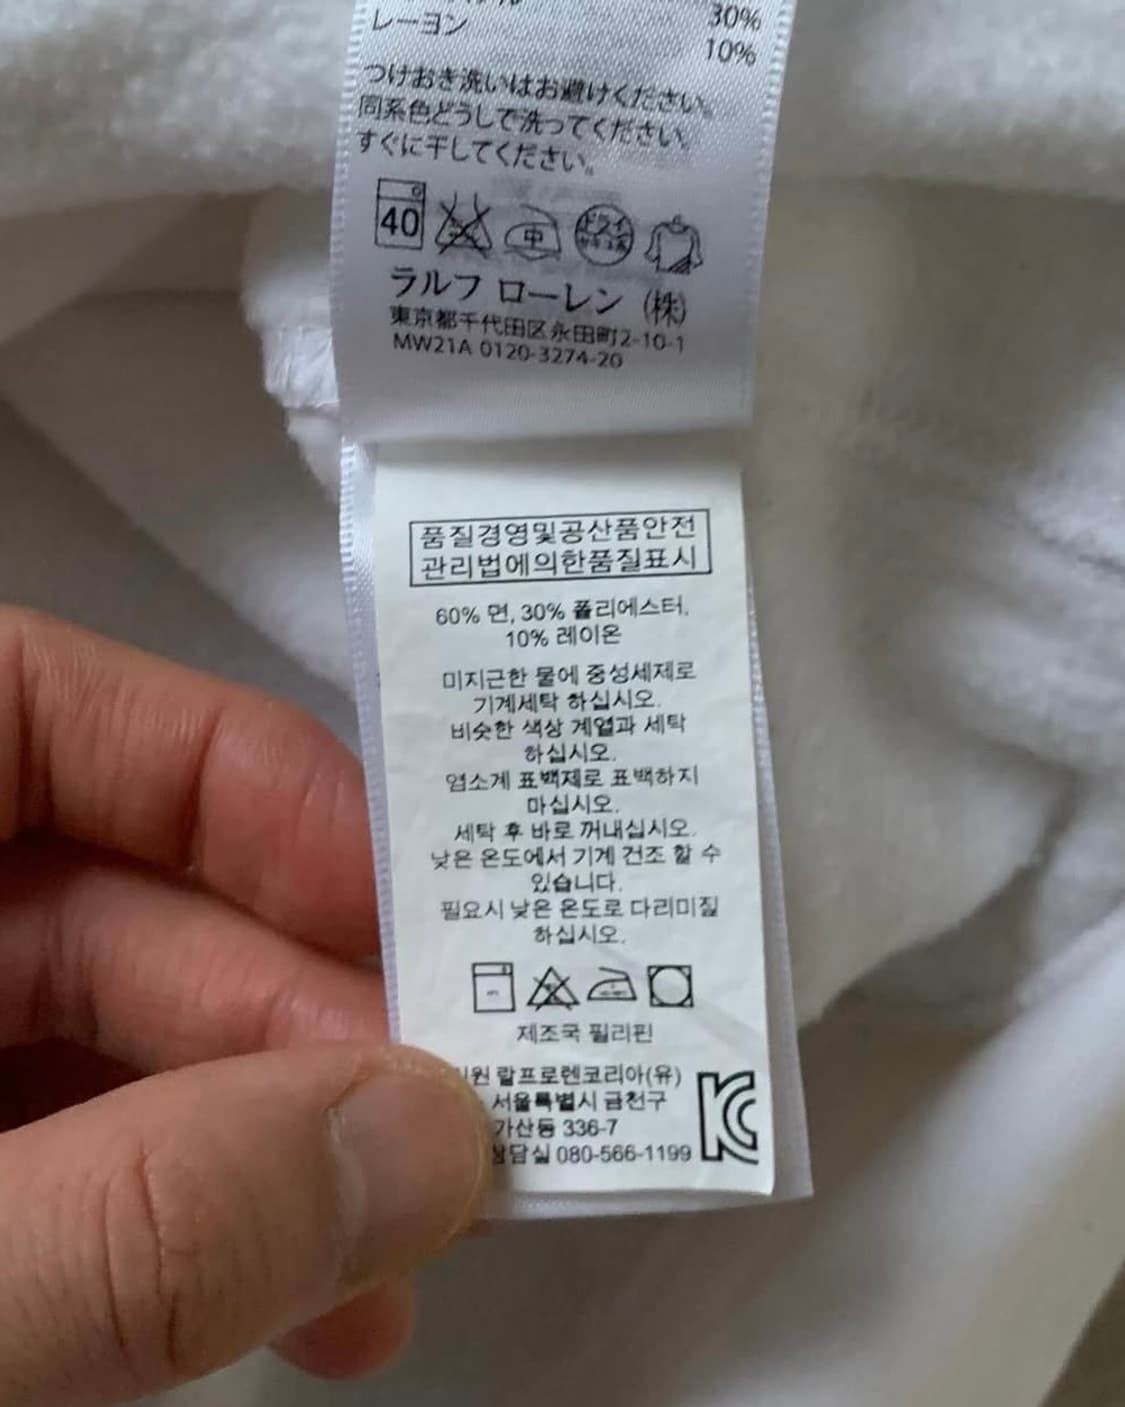 30%
レーヨン 10%
つけおき洗いはお避けください。
同系色どうしで洗ってください。
すぐに干してください。
40 中 ドライ
ラルフ ローレン (株)
東京都千代田区永田町2-10-1
MW21A 0120-3274-20
품질경영및공산품안전
관리법에의한품질표시
60% 면, 30% 폴리에스터,
10% 레이온
미지근한 물에 중성세제로
기계세탁 하십시오.
비슷한 색상 계열과 세탁
하십시오.
염소계 표백제로 표백하지
마십시오.
세탁 후 바로 꺼내십시오.
낮은 온도에서 기계 건조 할 수
있습니다.
필요시 낮은 온도로 다리미질
하십시오.
제조국 필리핀
원 랄프로렌코리아(유)
서울특별시 금천구
가산동 336-7
상담실 080-566-1199
KC